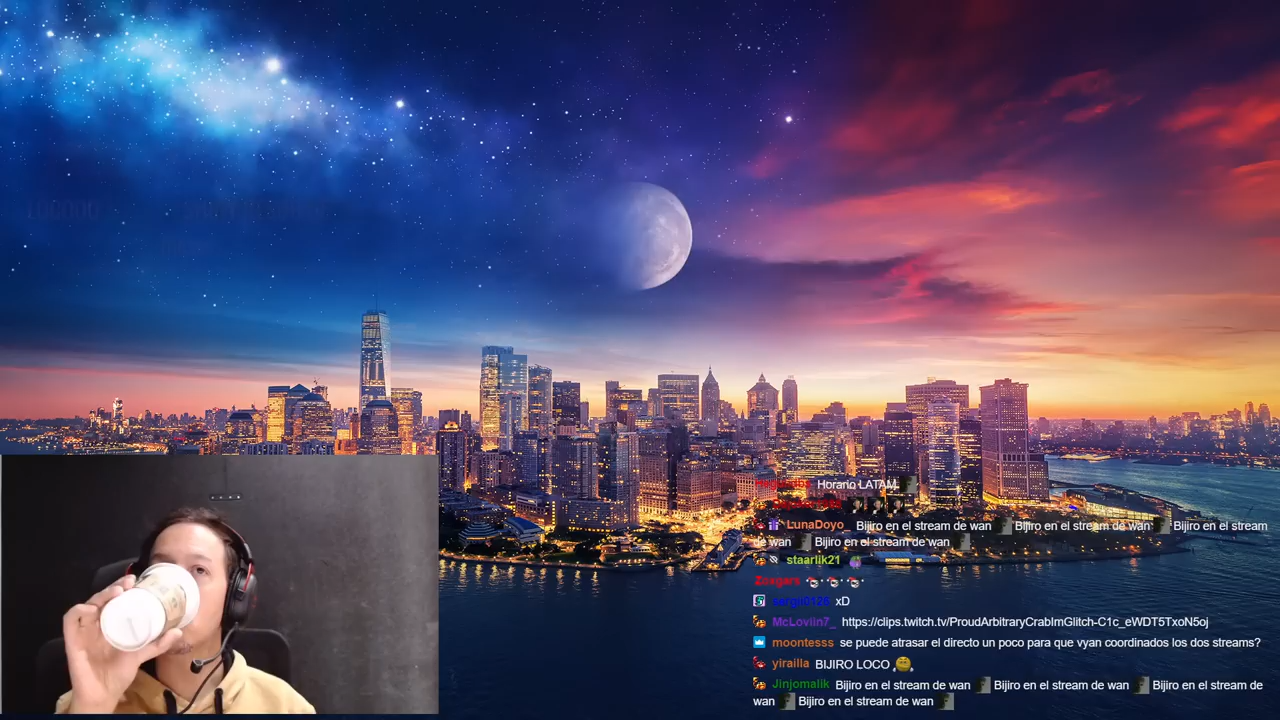 Horario LATAM
LunaDoyo_ Bijiro en el stream de wan Bijiro en el stream de wan Bijiro en el stream
de wan Bijiro en el stream de wan
staarlik21
Zoxgars
sergii0126 xD
McLoviin7_ https://clips.twitch.tv/ProudArbitraryCrabImGlitch-C1c_eWDT5TxoN5oj
moontesss se puede atrasar el directo un poco para que vyan coordinados los dos streams?
yirailla BIJIRO LOCO
Jinjomalik Bijiro en el stream de wan Bijiro en el stream de wan Bijiro en el stream de
wan Bijiro en el stream de wan